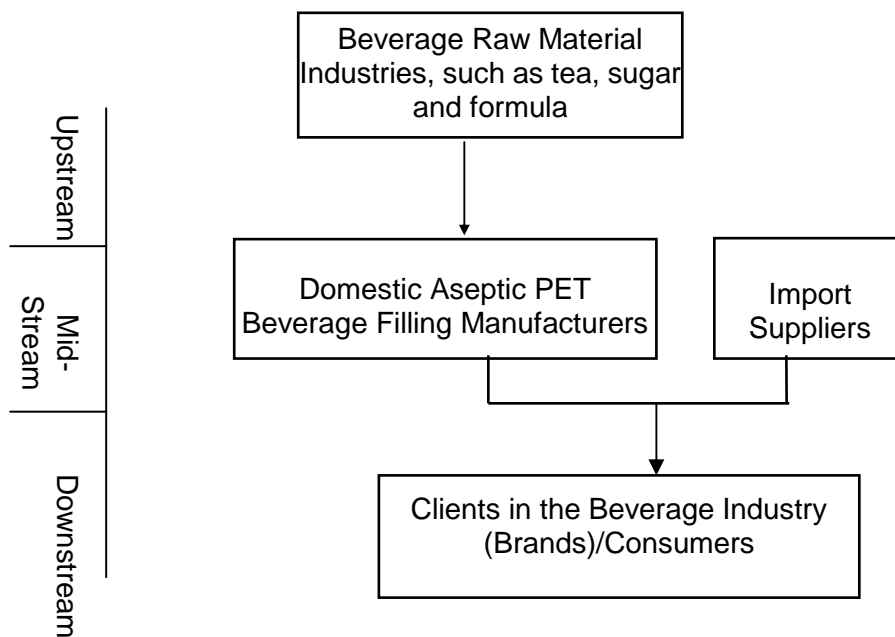 Beverage Raw Material
Industries, such as tea, sugar
and formula
Upstream
Domestic Aseptic PET
Beverage Filling Manufacturers
Import
Suppliers
Mid-
Stream
Clients in the Beverage Industry
(Brands)/Consumers
Downstream